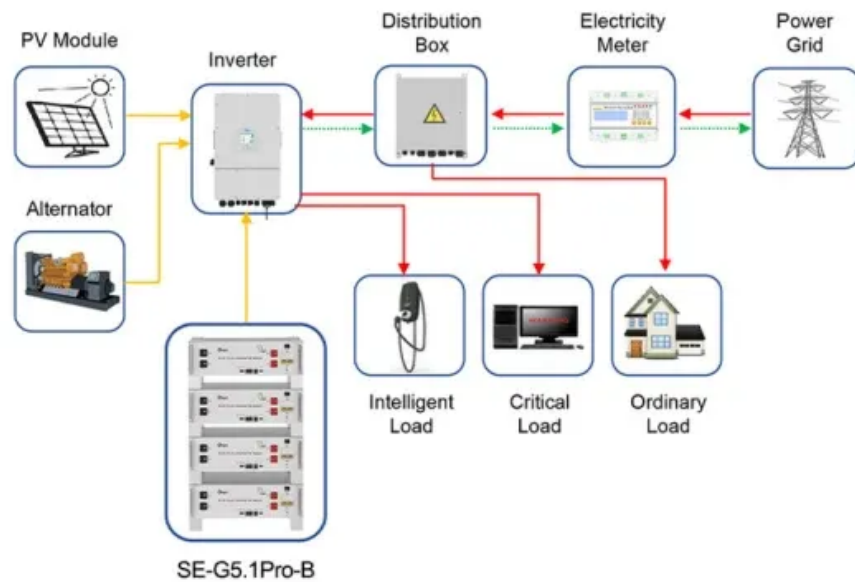 PV Module
Inverter
Distribution
Box
Electricity
Meter
Power
Grid
Alternator
Intelligent
Load
Critical
Load
Ordinary
Load
SE-G5.1Pro-B